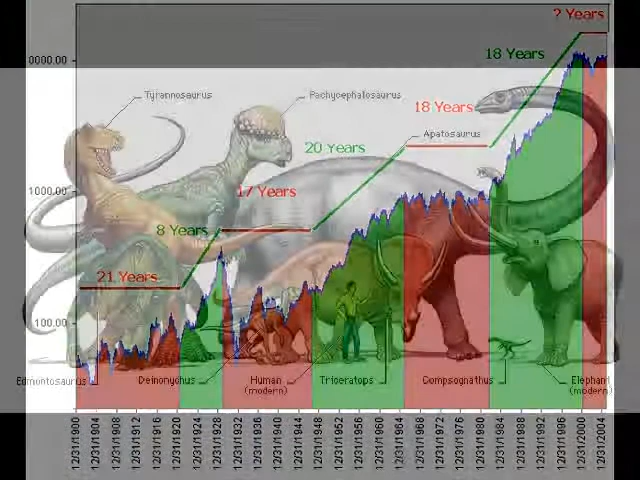 ? Years
18 Years
0000.00
Tyrannosaurus
Pachycephalosaurus
18 Years
Apatosaurus
20 Years
1000.00
17 Years
8 Years
21 Years
100.00
Edmontosaurus
Deinonychus
Human
(modern)
Triceratops
Compsognathus
Elephant
(modern)
12/31/1900
12/31/1904
12/31/1908
12/31/1912
12/31/1916
12/31/1920
12/31/1924
12/31/1928
12/31/1932
12/31/1936
12/31/1940
12/31/1944
12/31/1948
12/31/1952
12/31/1956
12/31/1960
12/31/1964
12/31/1968
12/31/1972
12/31/1976
12/31/1980
12/31/1984
12/31/1988
12/31/1992
12/31/1996
12/31/2000
12/31/2004